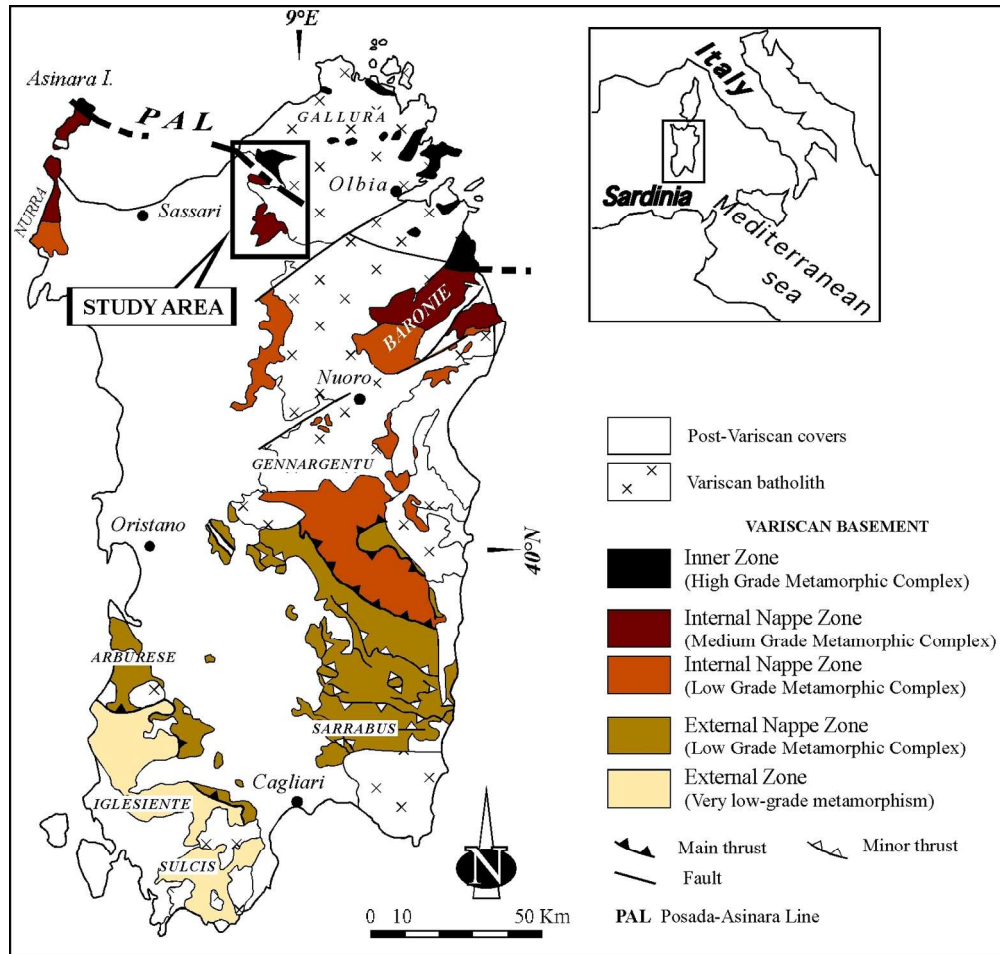 9°E
Asinara I.
PAL
GALLURA
Olbia
NURRA
Sassari
STUDY AREA
BARONIE
Nuoro
GENNARGENTU
Oristano
40°N
ARBURESE
SARRABUS
Cagliari
IGLESIENTE
SULCIS
N
0 10 50 Km
Italy
Sardinia
Mediterranean
sea
Post-Variscan covers
Variscan batholith
VARISCAN BASEMENT
Inner Zone
(High Grade Metamorphic Complex)
Internal Nappe Zone
(Medium Grade Metamorphic Complex)
Internal Nappe Zone
(Low Grade Metamorphic Complex)
External Nappe Zone
(Low Grade Metamorphic Complex)
External Zone
(Very low-grade metamorphism)
Main thrust
Minor thrust
Fault
PAL Posada-Asinara Line